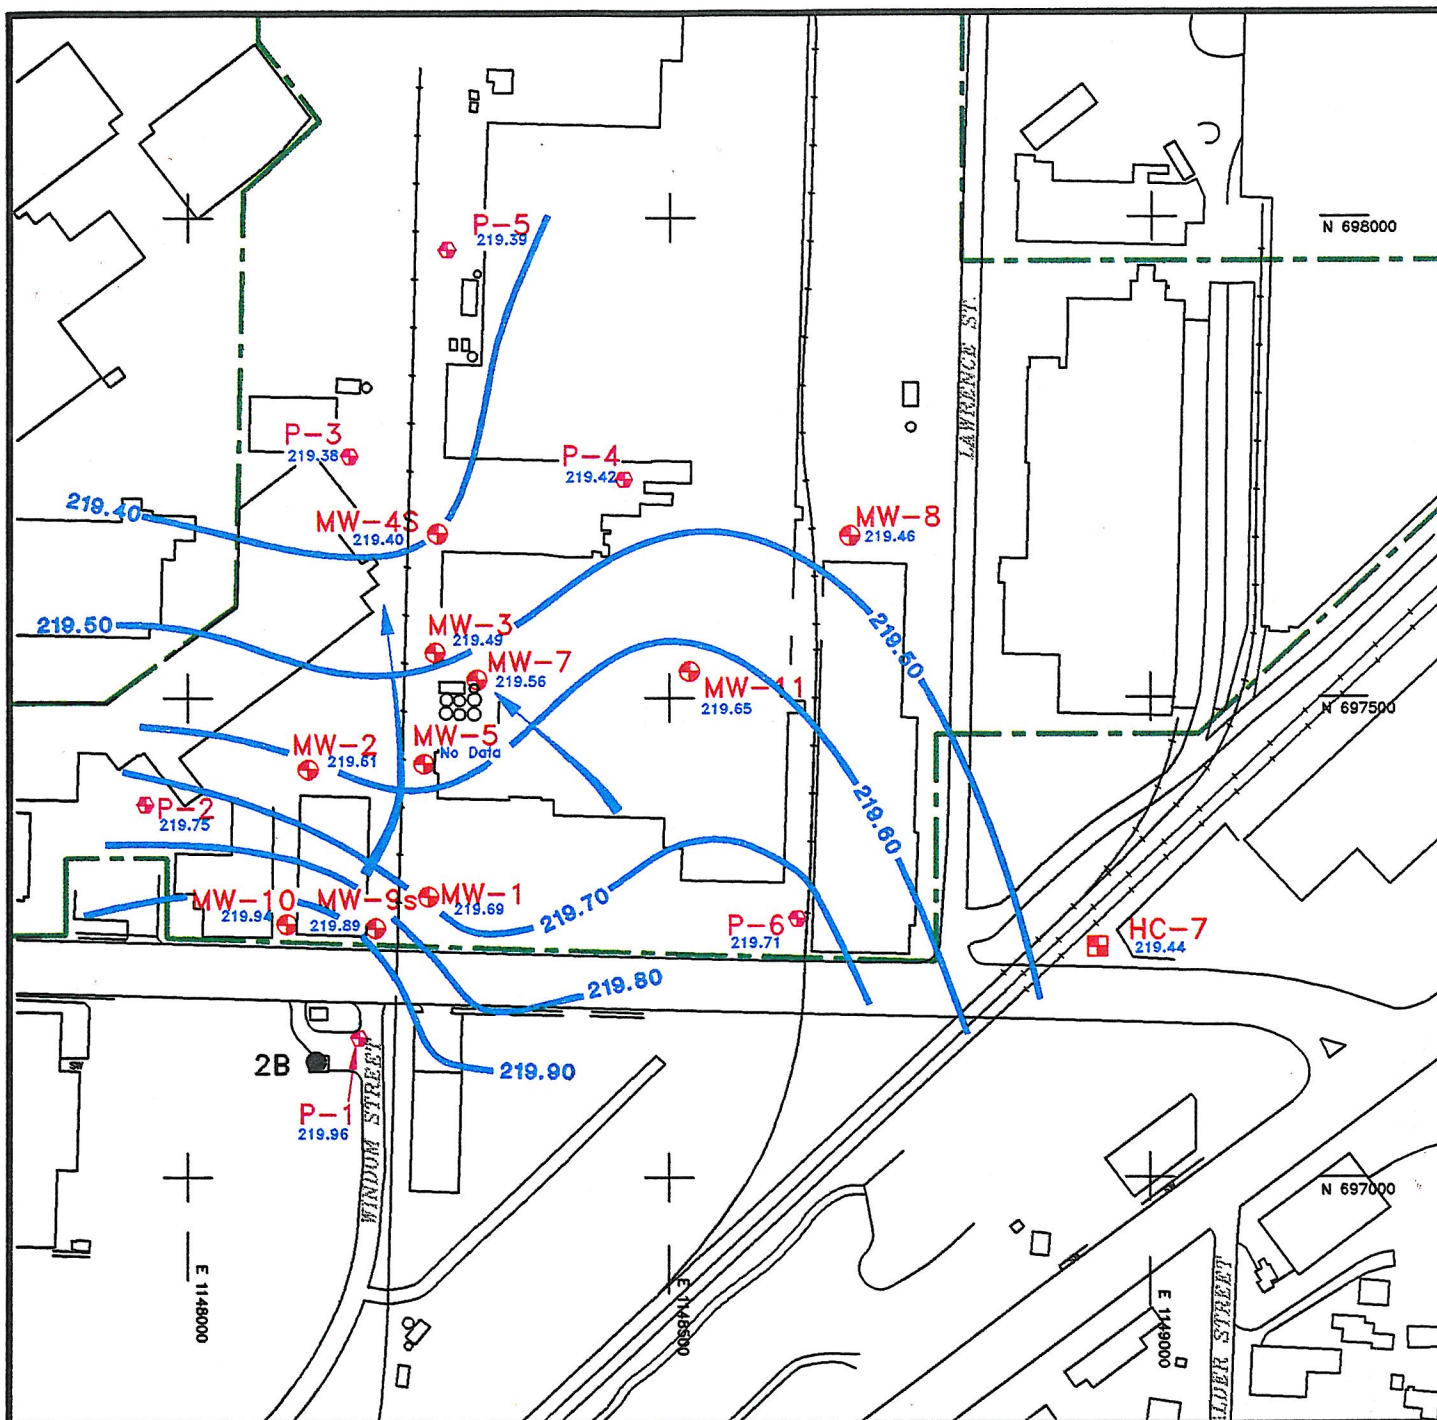 P-5
219.39
N 698000
LAWRENCE ST.
P-3
219.38
P-4
219.42
219.40
MW-4S
219.40
MW-8
219.46
219.50
MW-3
219.49
219.50
MW-7
219.56
MW-11
219.65
N 697500
MW-2
219.61
MW-5
No Data
P-2
219.75
219.60
MW-10
219.94
MW-9s
219.89
MW-1
219.69
219.70
P-6
219.71
HC-7
219.44
219.80
2B
219.90
P-1
219.96
WINDOM STREET
N 697000
E 1148000
E 1148500
E 1149000
ALDER STREET